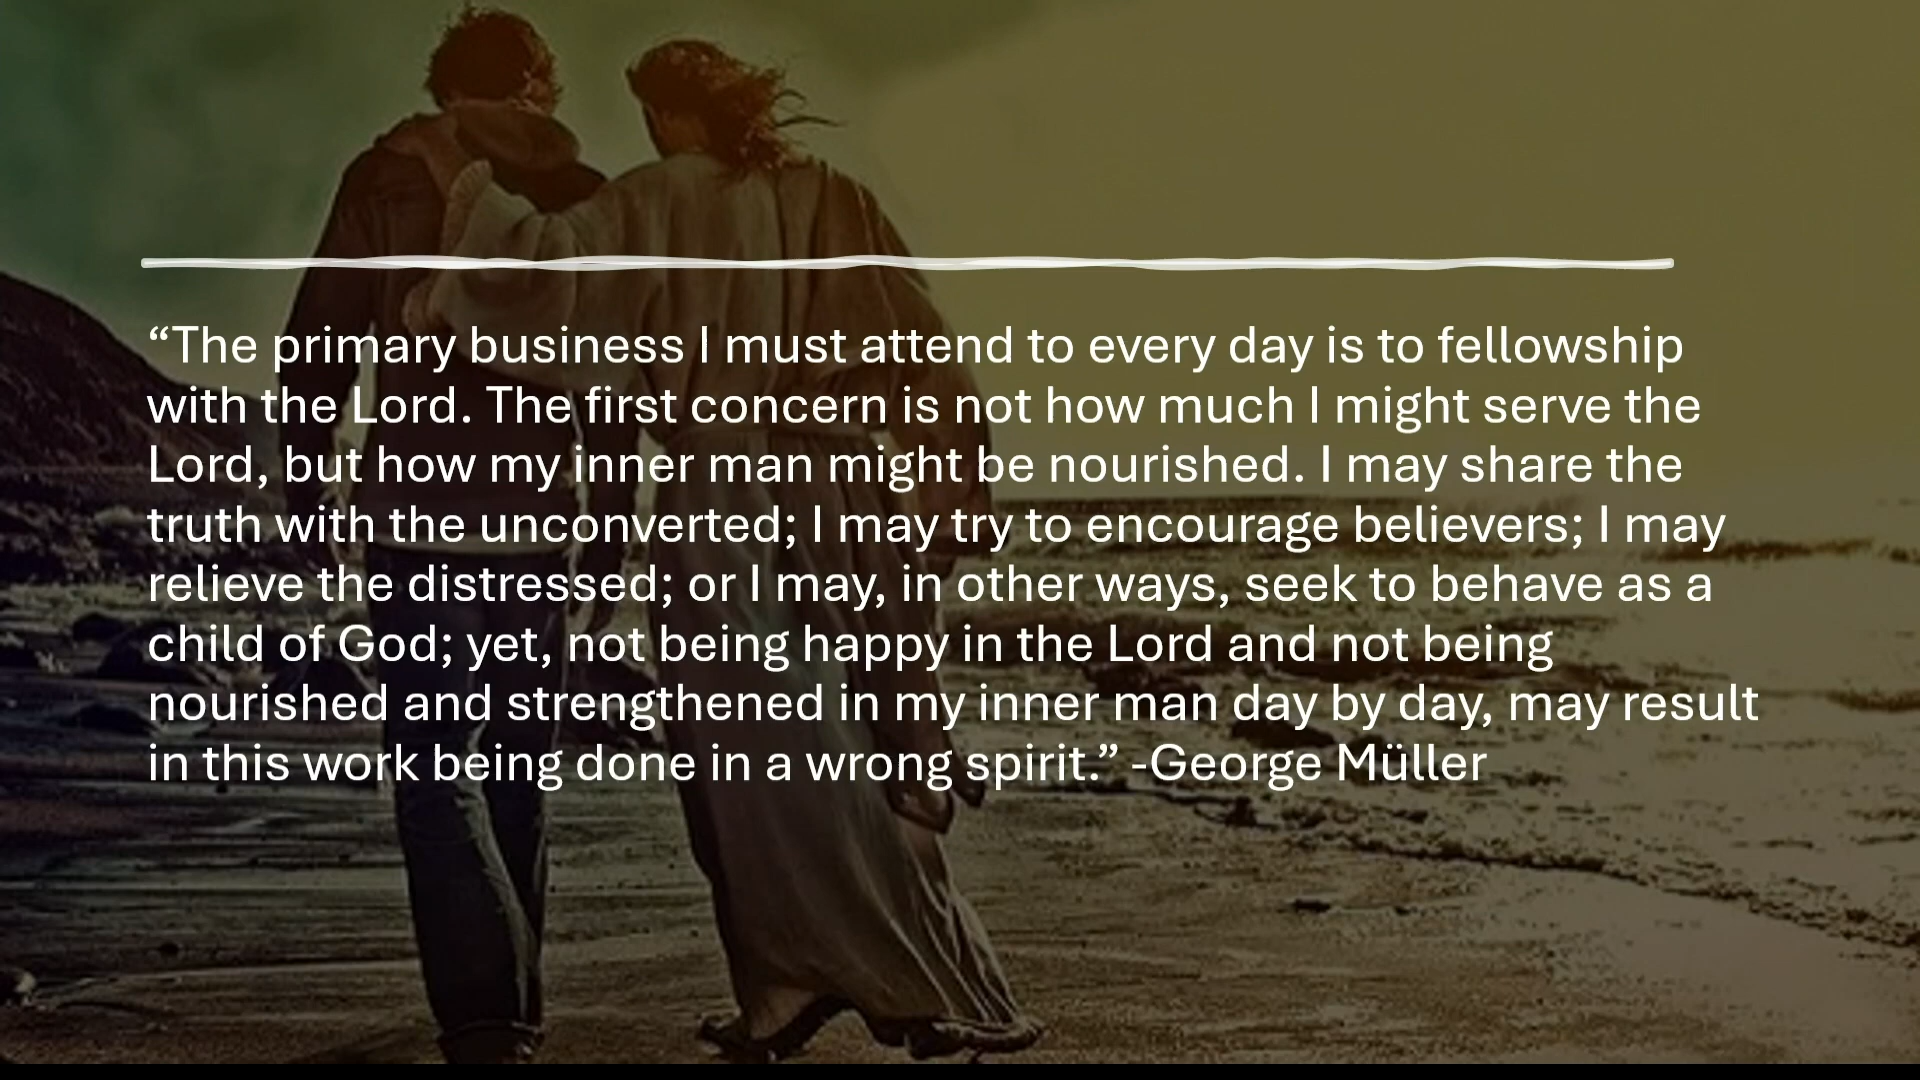 “The primary business I must attend to every day is to fellowship
with the Lord. The first concern is not how much I might serve the
Lord, but how my inner man might be nourished. I may share the
truth with the unconverted; I may try to encourage believers; I may
relieve the distressed; or I may, in other ways, seek to behave as a
child of God; yet, not being happy in the Lord and not being
nourished and strengthened in my inner man day by day, may result
in this work being done in a wrong spirit.” -George Müller